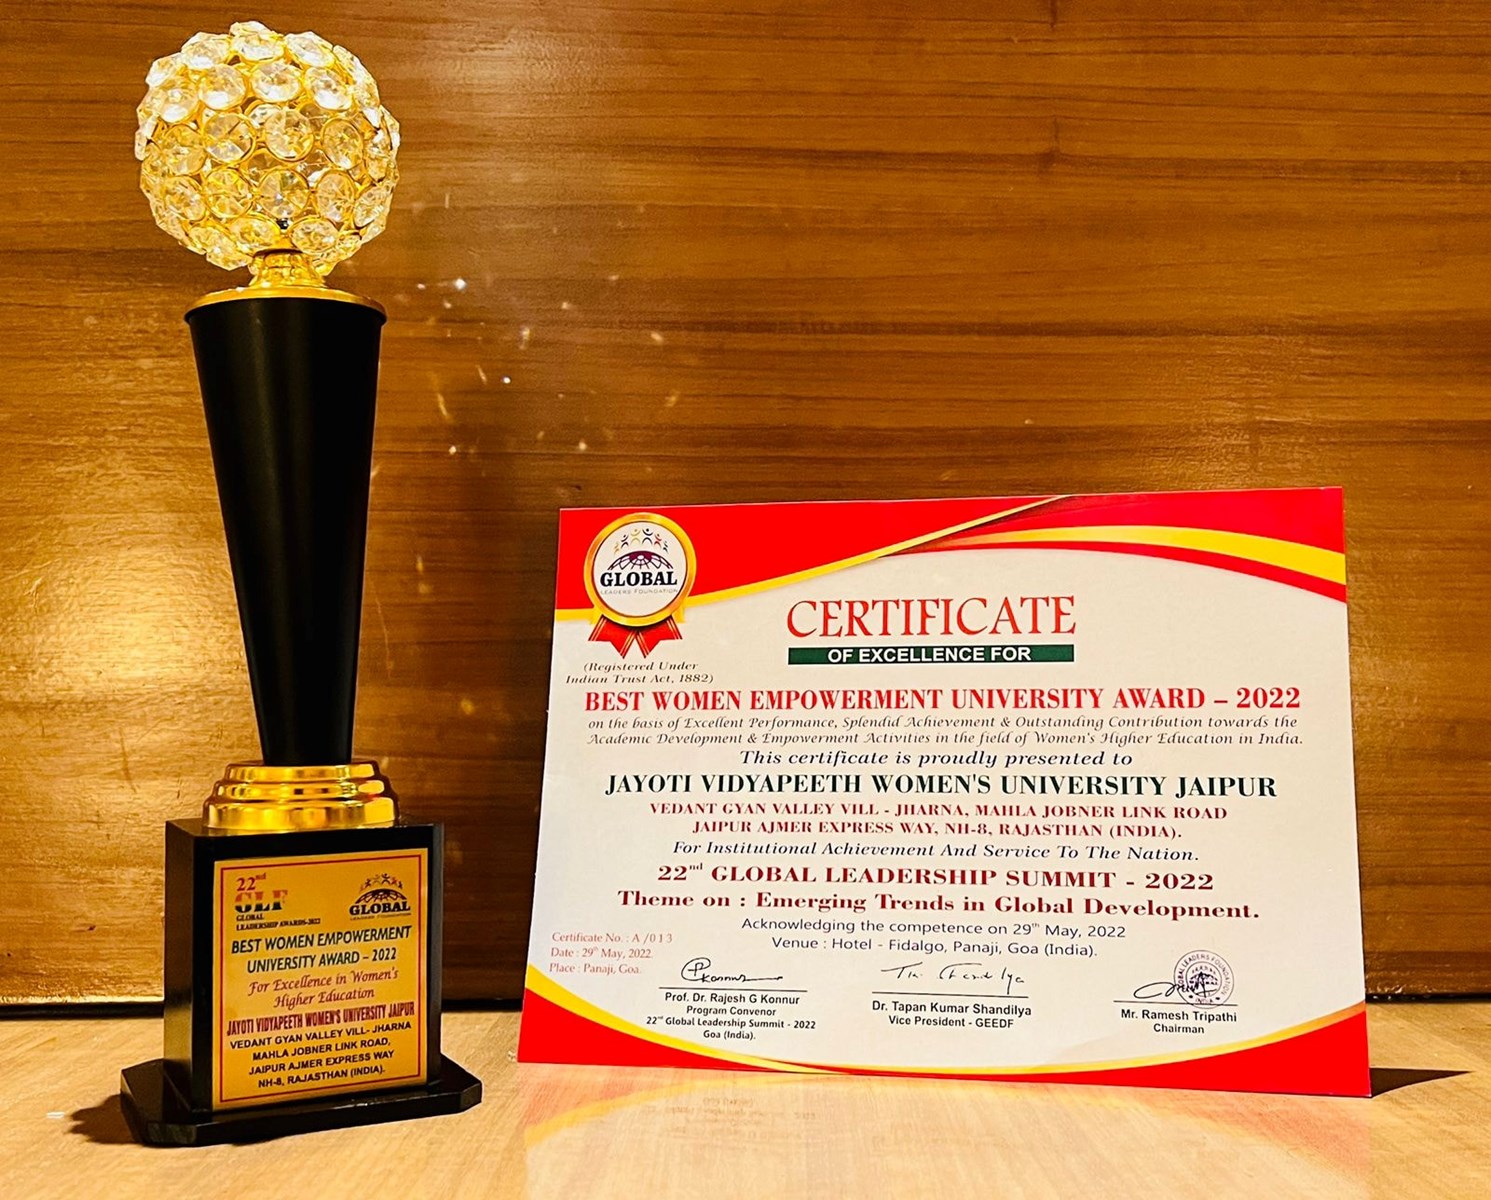 22nd
GLF
GLOBAL
LEADERSHIP AWARDS-2022
GLOBAL
LEADERS FOUNDATION
BEST WOMEN EMPOWERMENT
UNIVERSITY AWARD – 2022
For Excellence in Women's
Higher Education
JAYOTI VIDYAPEETH WOMEN'S UNIVERSITY JAIPUR
VEDANT GYAN VALLEY VILL- JHARNA
MAHLA JOBNER LINK ROAD,
JAIPUR AJMER EXPRESS WAY
NH-8, RAJASTHAN (INDIA).
GLOBAL
LEADERS FOUNDATION
(Registered Under
Indian Trust Act, 1882)
CERTIFICATE
OF EXCELLENCE FOR
BEST WOMEN EMPOWERMENT UNIVERSITY AWARD – 2022
on the basis of Excellent Performance, Splendid Achievement & Outstanding Contribution towards the
Academic Development & Empowerment Activities in the field of Women's Higher Education in India.
This certificate is proudly presented to
JAYOTI VIDYAPEETH WOMEN'S UNIVERSITY JAIPUR
VEDANT GYAN VALLEY VILL - JHARNA, MAHLA JOBNER LINK ROAD
JAIPUR AJMER EXPRESS WAY, NH-8, RAJASTHAN (INDIA).
For Institutional Achievement And Service To The Nation.
22nd GLOBAL LEADERSHIP SUMMIT - 2022
Theme on : Emerging Trends in Global Development.
Acknowledging the competence on 29th May, 2022
Venue : Hotel - Fidalgo, Panaji, Goa (India).
Certificate No. : A/013
Date : 29th May, 2022.
Place : Panaji, Goa.
Prof. Dr. Rajesh G Konnur
Program Convenor
22nd Global Leadership Summit - 2022
Goa (India).
Dr. Tapan Kumar Shandilya
Vice President - GEEDF
Mr. Ramesh Tripathi
Chairman